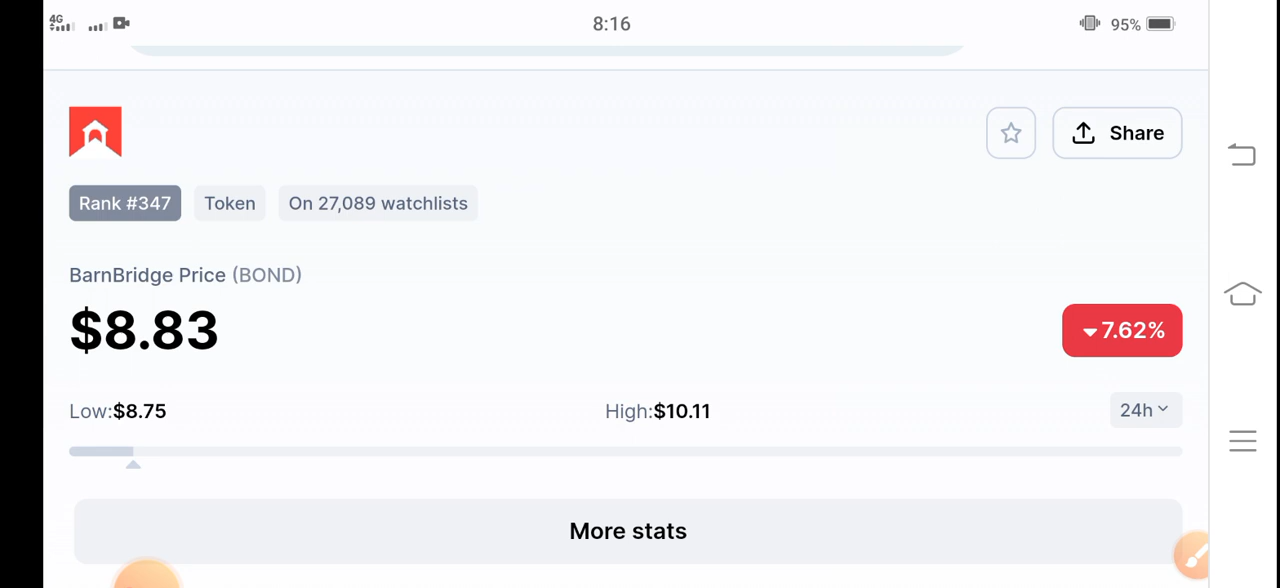 4G 8:16 95%
Share
Rank #347 Token On 27,089 watchlists
BarnBridge Price (BOND)
$8.83 7.62%
Low:$8.75 High:$10.11 24h
More stats